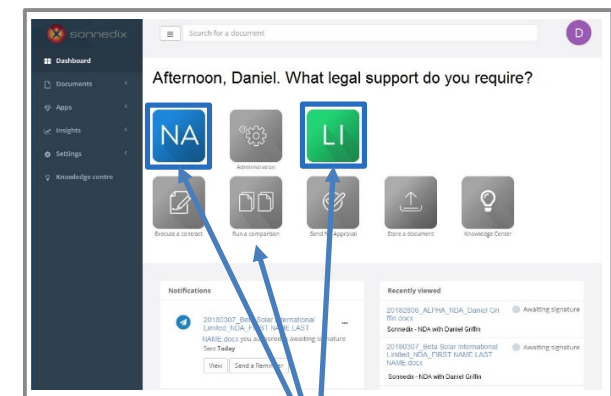 sonnedix
Search for a document
D
Dashboard
Documents
Apps
Insights
Settings
Knowledge centre
Afternoon, Daniel. What legal support do you require?
NA
LI
Administration
Execute a contract
Run a comparison
Send for Approval
Store a document
Knowledge Center
Notifications
20180307_Beta Solar International
Limited_NDA_FIRST NAME LAST
NAME.docx you authored is awaiting signature
Sent Today
View
Send a Reminder
Recently viewed
20182806_ALPHA_NDA_Daniel Gri
ffin.docx
Awaiting signature
Sonnedix - NDA with Daniel Griffin
20180307_Beta Solar International
Limited_NDA_FIRST NAME LAST
NAME.docx
Awaiting signature
Sonnedix - NDA with Daniel Griffin